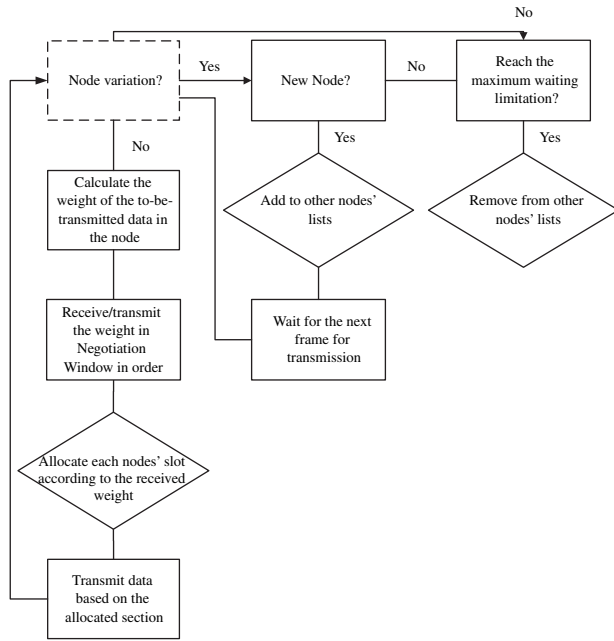 No
Node variation?
Yes
New Node?
No
Reach the
maximum waiting
limitation?
No
Yes
Yes
Calculate the
weight of the to-be-
transmitted data in
the node
Add to other nodes'
lists
Remove from other
nodes' lists
Receive/transmit
the weight in
Negotiation
Window in order
Wait for the next
frame for
transmission
Allocate each nodes' slot
according to the received
weight
Transmit data
based on the
allocated section